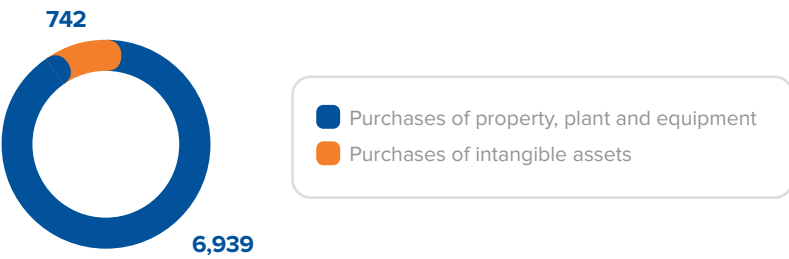 742
Purchases of property, plant and equipment
Purchases of intangible assets
6,939